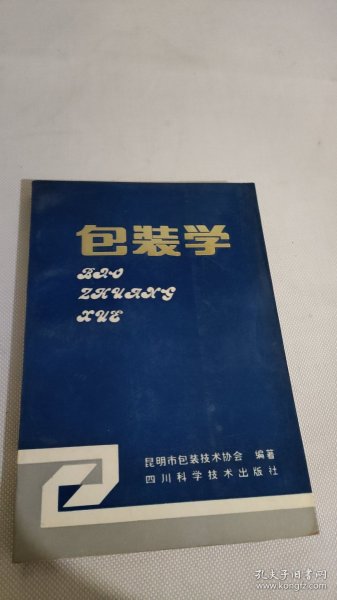 包装学
BAO
ZHUANG
XUE
昆明市包装技术协会 编著
四川科学技术出版社
孔夫子旧书网
kongfz.com